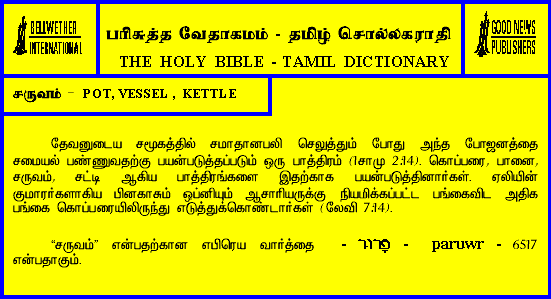 BELLWETHER
INTERNATIONAL
பரிசுத்த வேதாகமம் - தமிழ் சொல்லகராதி
THE HOLY BIBLE - TAMIL DICTIONARY
GOOD NEWS
PUBLISHERS
சருவம் - POT, VESSEL , KETTLE
தேவனுடைய சமூகத்தில் சமாதானபலி செலுத்தும் போது அந்த போஜனத்தை
சமையல் பண்ணுவதற்கு பயன்படுத்தப்படும் ஒரு பாத்திரம் (1சாமு 2:14). கொப்பரை, பானை,
சருவம், சட்டி ஆகிய பாத்திரங்களை இதற்காக பயன்படுத்தினார்கள். ஏலியின்
குமாரர்களாகிய பினகாசும் ஒப்னியும் ஆசாரியருக்கு நியமிக்கப்பட்ட பங்கைவிட அதிக
பங்கை கொப்பரையிலிருந்து எடுத்துக்கொண்டார்கள் (லேவி 7:14).
“சருவம்” என்பதற்கான எபிரெய வார்த்தை - פרור - paruwr - 6517
என்பதாகும்.